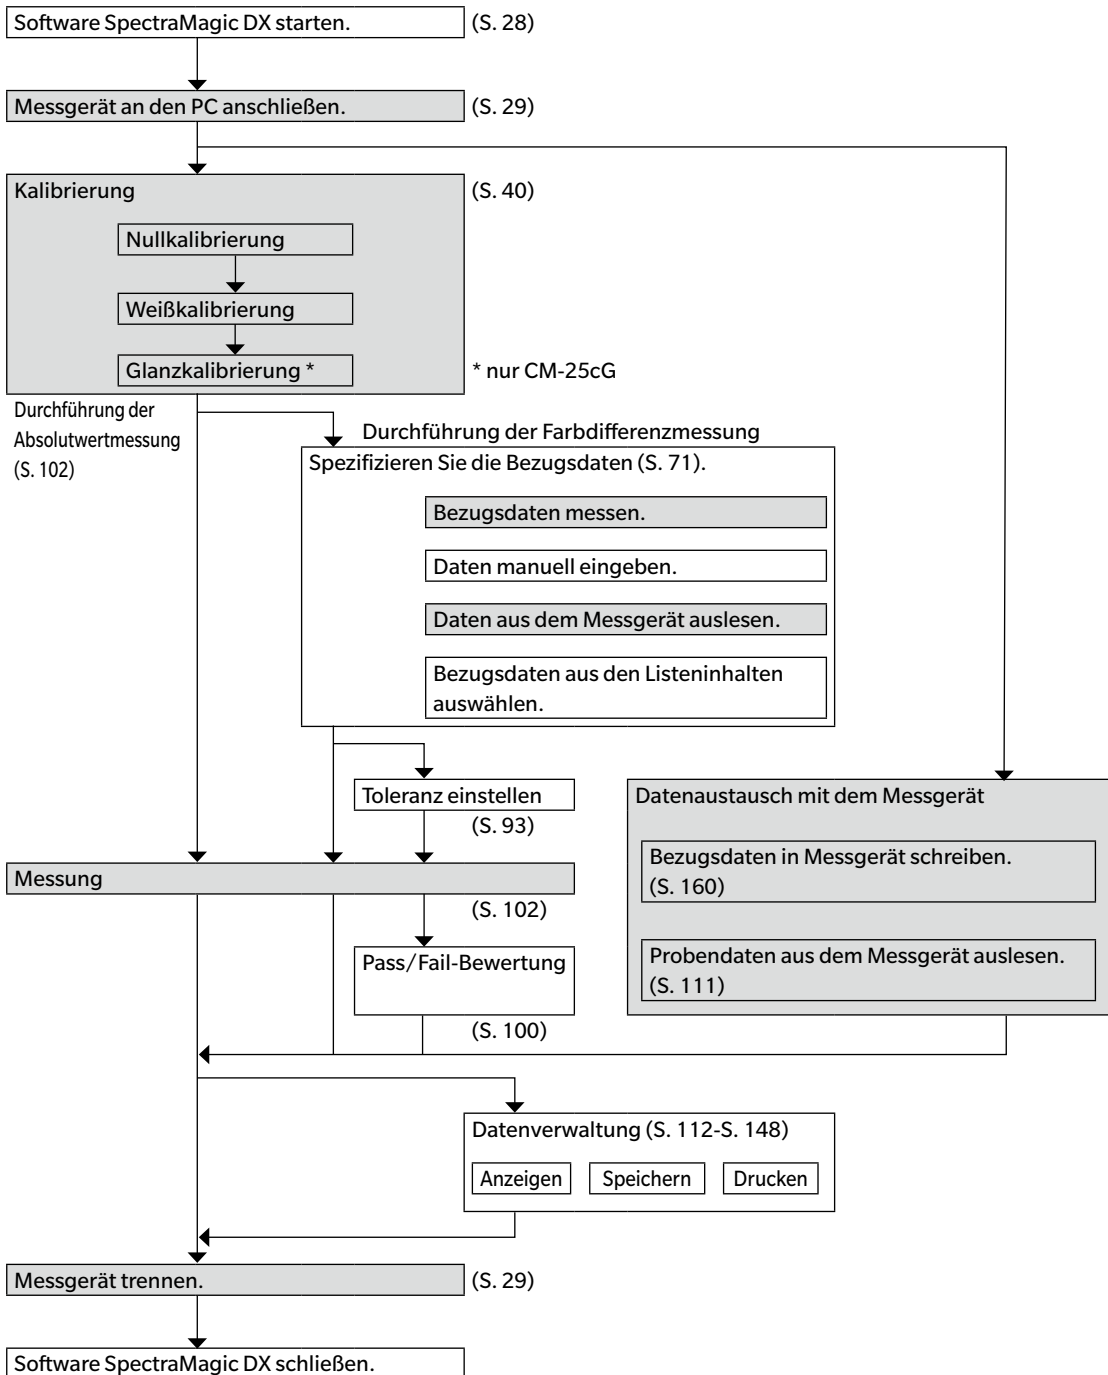 Software SpectraMagic DX starten.
(S. 28)
Messgerät an den PC anschließen.
(S. 29)
Kalibrierung
(S. 40)
Nullkalibrierung
Weißkalibrierung
Glanzkalibrierung *
* nur CM-25cG
Durchführung der
Absolutwertmessung
(S. 102)
Durchführung der Farbdifferenzmessung
Spezifizieren Sie die Bezugsdaten (S. 71).
Bezugsdaten messen.
Daten manuell eingeben.
Daten aus dem Messgerät auslesen.
Bezugsdaten aus den Listeninhalten
auswählen.
Toleranz einstellen
(S. 93)
Datenaustausch mit dem Messgerät
Bezugsdaten in Messgerät schreiben.
(S. 160)
Probendaten aus dem Messgerät auslesen.
(S. 111)
Messung
(S. 102)
Pass/Fail-Bewertung
(S. 100)
Datenverwaltung (S. 112-S. 148)
Anzeigen
Speichern
Drucken
Messgerät trennen.
(S. 29)
Software SpectraMagic DX schließen.